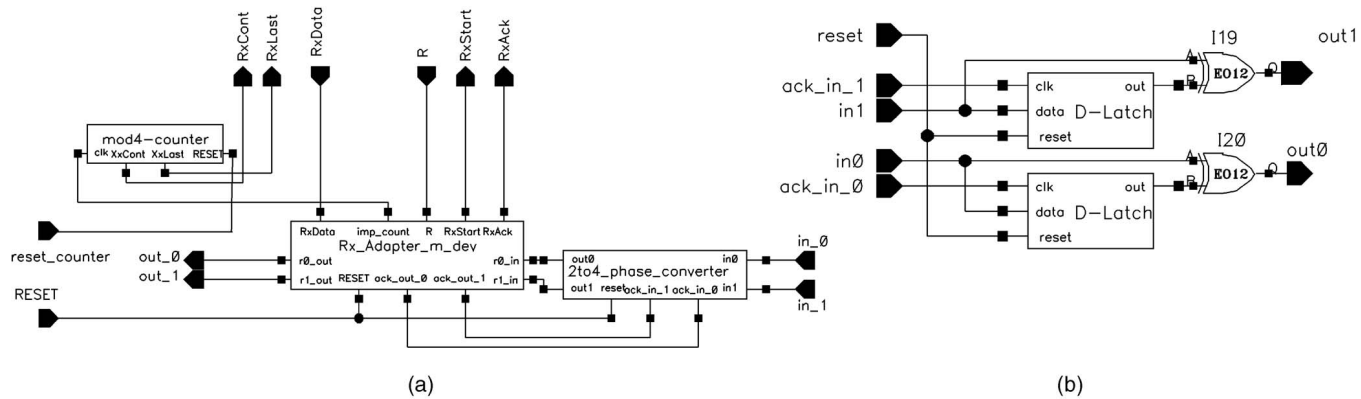 RxCont
RxLast
RxData
R
RxStart
RxAck
mod4-counter
clk XxCont XxLast RESET
reset_counter
RxData imp_count R RxStart RxAck
Rx_Adapter_m_dev
out_0
r0_out
r0_in
out_1
r1_out
RESET ack_out_0 ack_out_1
r1_in
RESET
out0
in0
2to4_phase_converter
out1 reset ack_in_1 ack_in_0 in1
in_0
in_1
(a)
reset
I19
out1
A
B
EO12
Q
ack_in_1
clk
out
in1
data
D-Latch
reset
I20
out0
in0
A
B
EO12
Q
ack_in_0
clk
out
data
D-Latch
reset
(b)